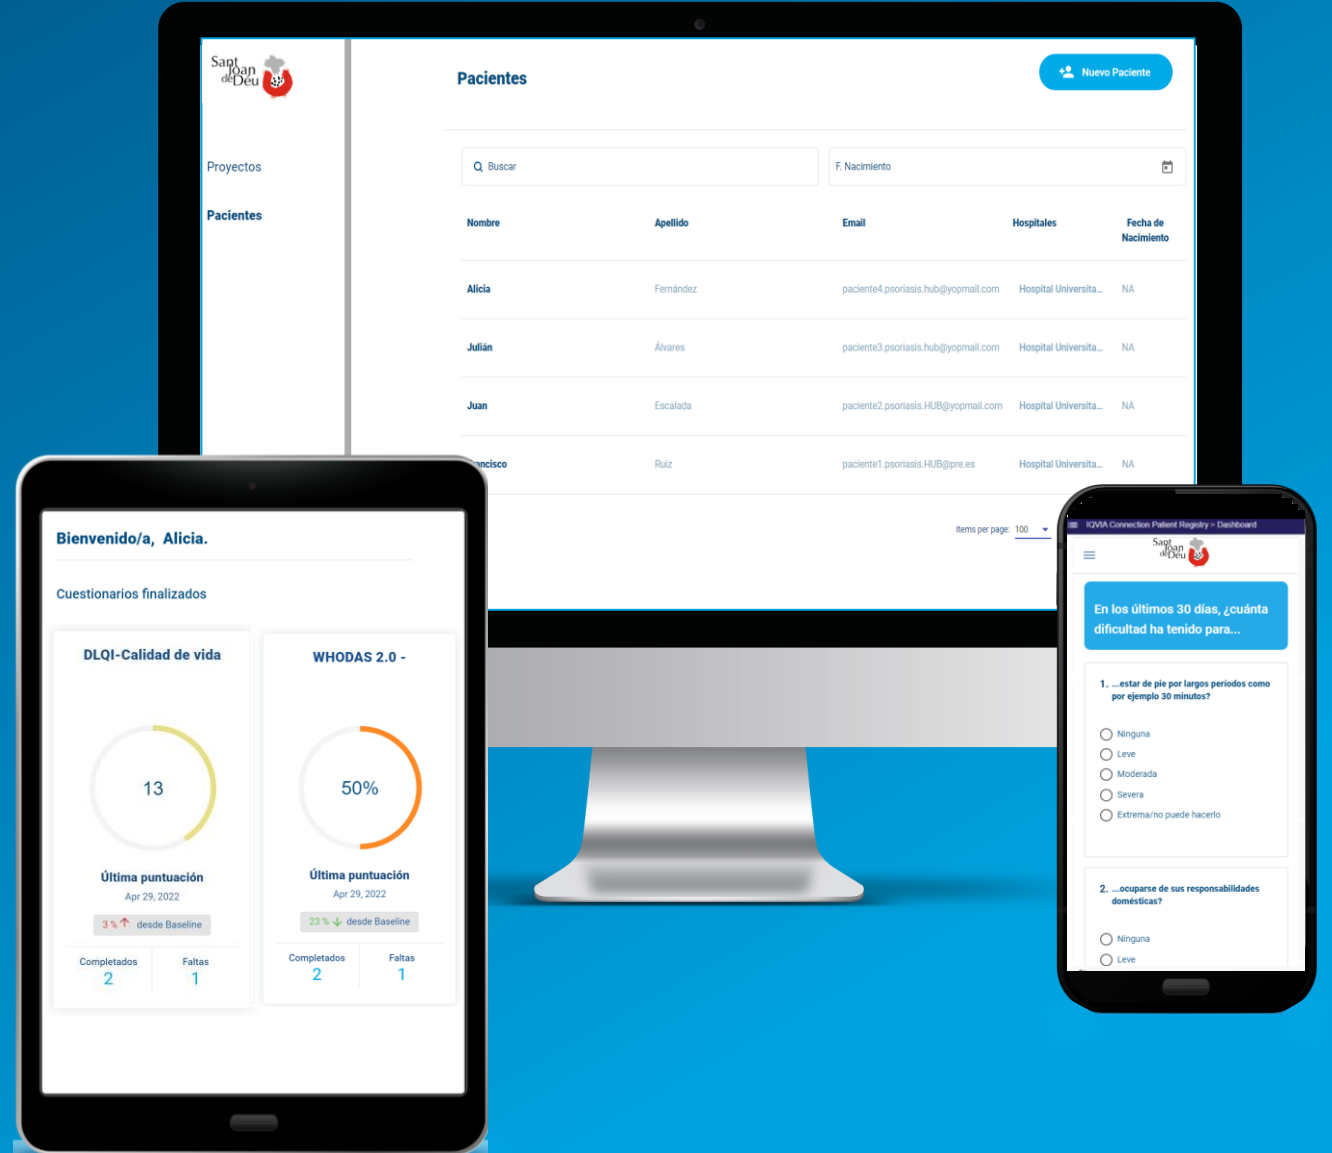 Sant
Joan
de Déu
Proyectos
Pacientes
Pacientes
Nuevo Paciente
Buscar
F. Nacimiento
Nombre Apellido Email Hospitales Fecha de
Nacimiento
Alicia Fernández paciente4.psoriasis.hub@yopmail.com Hospital Universita... NA
Julián Álvares paciente3.psoriasis.hub@yopmail.com Hospital Universita... NA
Juan Escalada paciente2.psoriasis.HUB@yopmail.com Hospital Universita... NA
ancisco Ruiz paciente1.psoriasis.HUB@pre.es Hospital Universita... NA
Items per page: 100
Bienvenido/a, Alicia.
Cuestionarios finalizados
DLQI-Calidad de vida
13
Última puntuación
Apr 29, 2022
3 % ↑ desde Baseline
Completados Faltas
2 1
WHODAS 2.0 -
50%
Última puntuación
Apr 29, 2022
23 % ↓ desde Baseline
Completados Faltas
2 1
IQVIA Connection Patient Registry > Dashboard
Sant
Joan
de Déu
En los últimos 30 días, ¿cuánta
dificultad ha tenido para...
1. ...estar de pie por largos períodos como
por ejemplo 30 minutos?
Ninguna
Leve
Moderada
Severa
Extrema/no puede hacerlo
2. ...ocuparse de sus responsabilidades
domésticas?
Ninguna
Leve